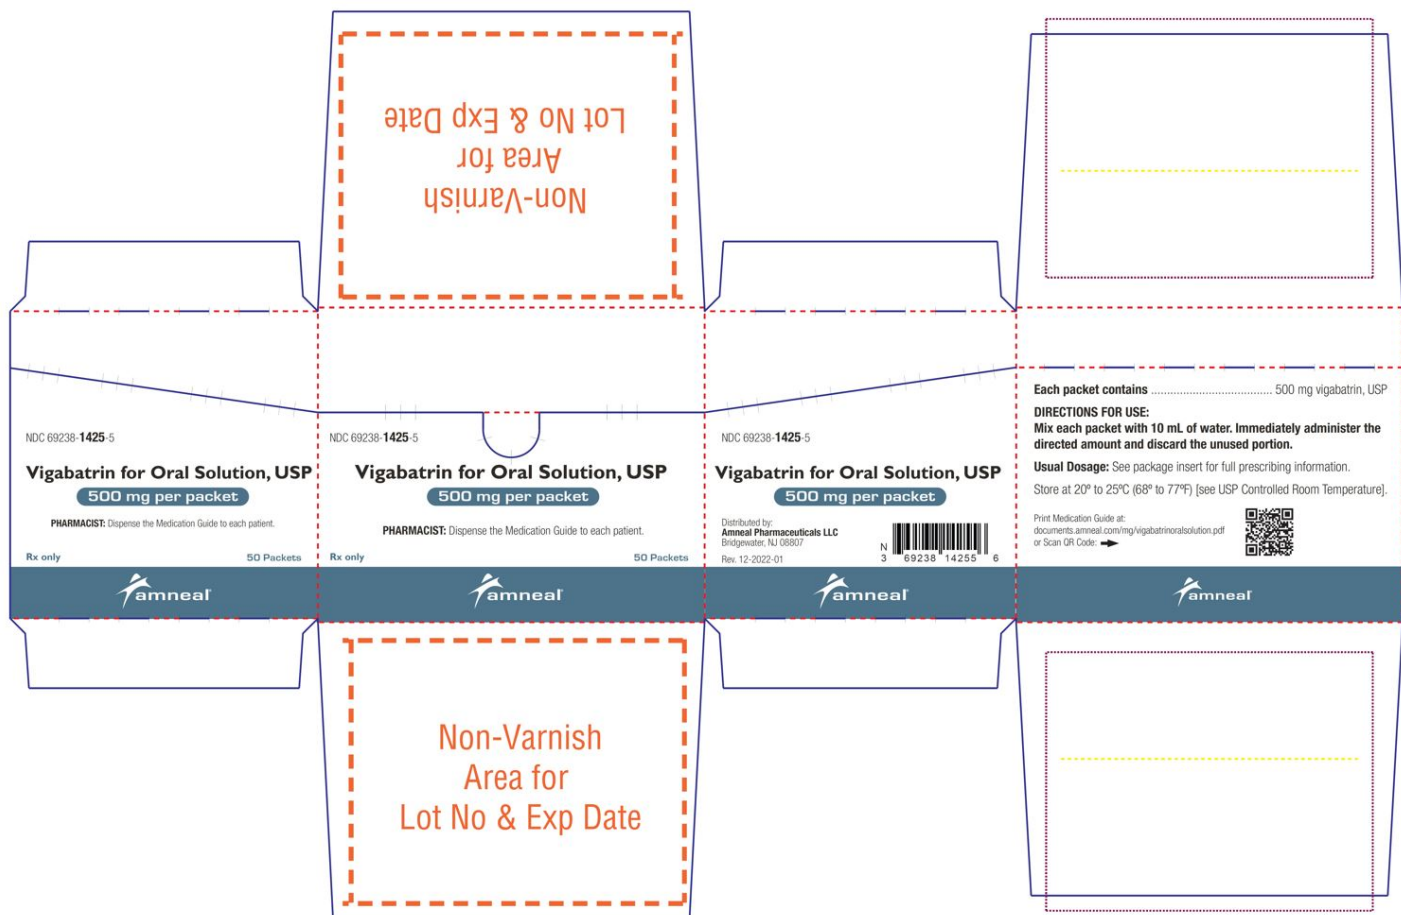 Non-Varnish
Area for
Lot No & Exp Date
NDC 69238-1425-5
Vigabatrin for Oral Solution, USP
500 mg per packet
PHARMACIST: Dispense the Medication Guide to each patient.
Rx only
50 Packets
amneal
NDC 69238-1425-5
Vigabatrin for Oral Solution, USP
500 mg per packet
PHARMACIST: Dispense the Medication Guide to each patient.
Rx only
50 Packets
amneal
NDC 69238-1425-5
Vigabatrin for Oral Solution, USP
500 mg per packet
Distributed by:
Amneal Pharmaceuticals LLC
Bridgewater, NJ 08807
Rev. 12-2022-01
N
3 69238 14255 6
amneal
Each packet contains ...................................... 500 mg vigabatrin, USP
DIRECTIONS FOR USE:
Mix each packet with 10 mL of water. Immediately administer the
directed amount and discard the unused portion.
Usual Dosage: See package insert for full prescribing information.
Store at 20º to 25ºC (68º to 77ºF) [see USP Controlled Room Temperature].
Print Medication Guide at:
documents.amneal.com/mg/vigabatrinoralsolution.pdf
or Scan QR Code:
amneal
Non-Varnish
Area for
Lot No & Exp Date